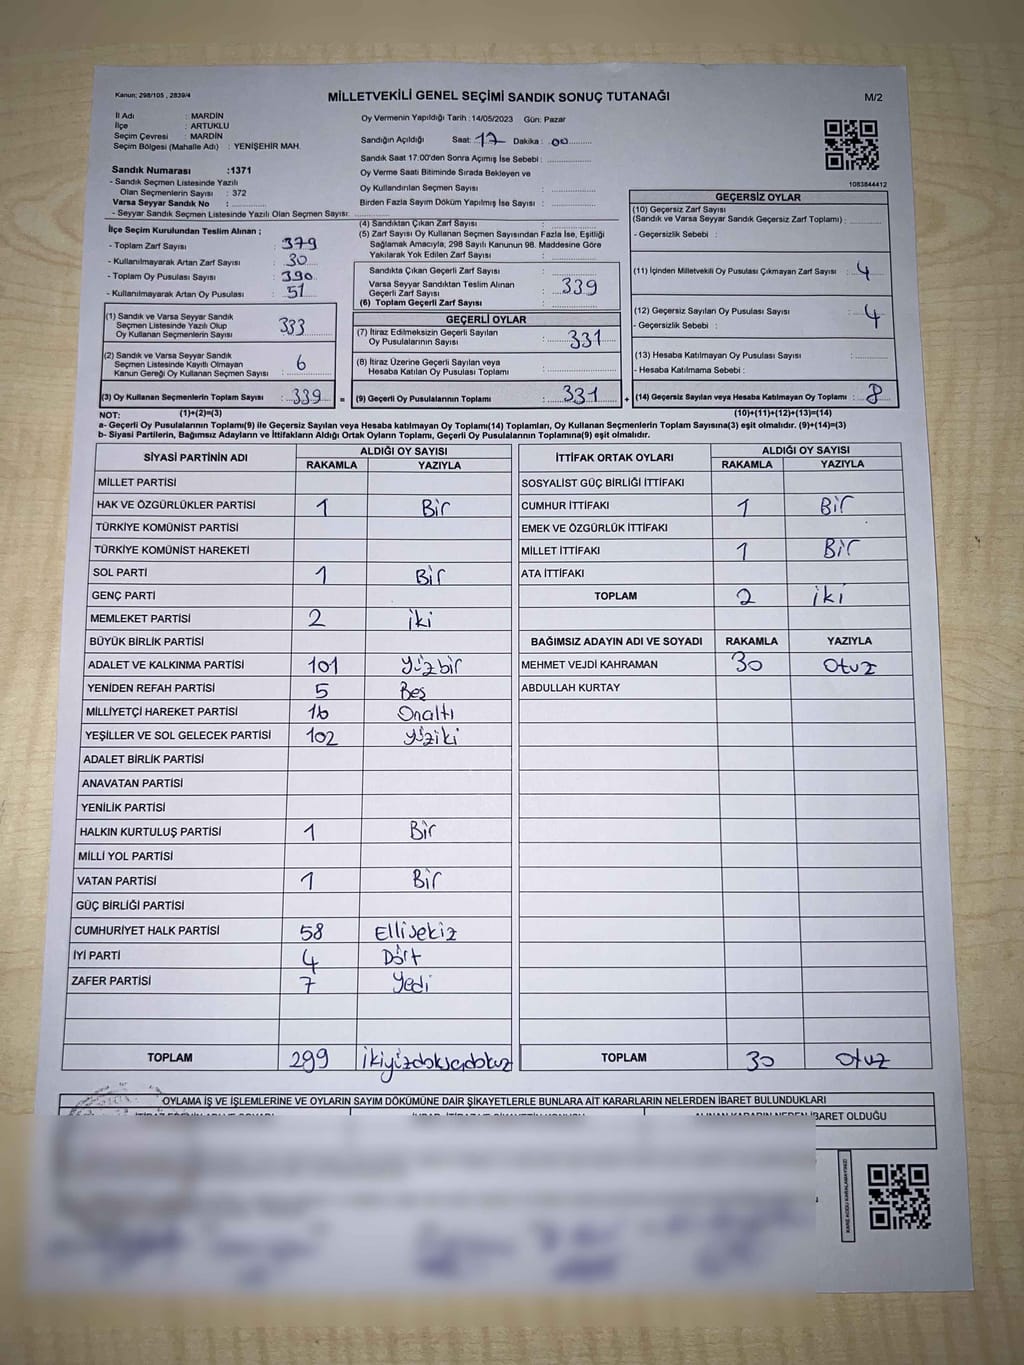 Kanun: 298/105 , 2839/4
MİLLETVEKİLİ GENEL SEÇİMİ SANDIK SONUÇ TUTANAĞI
M/2
İl Adı : MARDİN
İlçe : ARTUKLU
Seçim Çevresi : MARDİN
Seçim Bölgesi (Mahalle Adı) : YENİŞEHİR MAH.
Sandık Numarası :1371
- Sandık Seçmen Listesinde Yazılı
Olan Seçmenlerin Sayısı : 372
Varsa Seyyar Sandık No :
- Seyyar Sandık Seçmen Listesinde Yazılı Olan Seçmen Sayısı:
Oy Vermenin Yapıldığı Tarih :14/05/2023 Gün: Pazar
Sandığın Açıldığı Saat: 17 Dakika : 00
Sandık Saat 17:00'den Sonra Açımış İse Sebebi :
Oy Verme Saati Bitiminde Sırada Bekleyen ve
Oy Kullandırılan Seçmen Sayısı :
Birden Fazla Sayım Döküm Yapılmış İse Sayısı :
1083844412
İlçe Seçim Kurulundan Teslim Alınan ;
- Toplam Zarf Sayısı : 379
- Kullanılmayarak Artan Zarf Sayısı : 30
- Toplam Oy Pusulası Sayısı : 390
- Kullanılmayarak Artan Oy Pusulası : 51
(1) Sandık ve Varsa Seyyar Sandık
Seçmen Listesinde Yazılı Olup
Oy Kullanan Seçmenlerin Sayısı : 333
(2) Sandık ve Varsa Seyyar Sandık
Seçmen Listesinde Kayıtlı Olmayan
Kanun Gereği Oy Kullanan Seçmen Sayısı : 6
(3) Oy Kullanan Seçmenlerin Toplam Sayısı : 339 =
(4) Sandıktan Çıkan Zarf Sayısı :
(5) Zarf Sayısı Oy Kullanan Seçmen Sayısından Fazla İse, Eşitliği
Sağlamak Amacıyla, 298 Sayılı Kanunun 98. Maddesine Göre
Yakılarak Yok Edilen Zarf Sayısı :
Sandıkta Çıkan Geçerli Zarf Sayısı :
Varsa Seyyar Sandıktan Teslim Alınan
Geçerli Zarf Sayısı : 339
(6) Toplam Geçerli Zarf Sayısı :
GEÇERLİ OYLAR
(7) İtiraz Edilmeksizin Geçerli Sayılan
Oy Pusulalarının Sayısı : 331
(8) İtiraz Üzerine Geçerli Sayılan veya
Hesaba Katılan Oy Pusulası Toplamı :
(9) Geçerli Oy Pusulalarının Toplamı : 331 +
GEÇERSİZ OYLAR
(10) Geçersiz Zarf Sayısı
(Sandık ve Varsa Seyyar Sandık Geçersiz Zarf Toplamı) :
- Geçersizlik Sebebi :
(11) İçinden Milletvekili Oy Pusulası Çıkmayan Zarf Sayısı : 4
(12) Geçersiz Sayılan Oy Pusulası Sayısı : 4
- Geçersizlik Sebebi :
(13) Hesaba Katılmayan Oy Pusulası Sayısı :
- Hesaba Katılmama Sebebi :
(14) Geçersiz Sayılan veya Hesaba Katılmayan Oy Toplamı : 8
NOT: (1)+(2)=(3) (10)+(11)+(12)+(13)=(14)
a- Geçerli Oy Pusulalarının Toplamı(9) ile Geçersiz Sayılan veya Hesaba katılmayan Oy Toplamı(14) Toplamları, Oy Kullanan Seçmenlerin Toplam Sayısına(3) eşit olmalıdır. (9)+(14)=(3)
b- Siyasi Partilerin, Bağımsız Adayların ve İttifakların Aldığı Ortak Oyların Toplamı, Geçerli Oy Pusulalarının Toplamına(9) eşit olmalıdır.
SİYASİ PARTİNİN ADI ALDIĞI OY SAYISI
RAKAMLA YAZIYLA
MİLLET PARTİSİ
HAK VE ÖZGÜRLÜKLER PARTİSİ 1 Bir
TÜRKİYE KOMÜNİST PARTİSİ
TÜRKİYE KOMÜNİST HAREKETİ
SOL PARTİ 1 Bir
GENÇ PARTİ
MEMLEKET PARTİSİ 2 iki
BÜYÜK BİRLİK PARTİSİ
ADALET VE KALKINMA PARTİSİ 101 yüzbir
YENİDEN REFAH PARTİSİ 5 Beş
MİLLİYETÇİ HAREKET PARTİSİ 16 Onaltı
YEŞİLLER VE SOL GELECEK PARTİSİ 102 yüziki
ADALET BİRLİK PARTİSİ
ANAVATAN PARTİSİ
YENİLİK PARTİSİ
HALKIN KURTULUŞ PARTİSİ 1 Bir
MİLLİ YOL PARTİSİ
VATAN PARTİSİ 1 Bir
GÜÇ BİRLİĞİ PARTİSİ
CUMHURİYET HALK PARTİSİ 58 Ellisekiz
İYİ PARTİ 4 Dört
ZAFER PARTİSİ 7 Yedi
TOPLAM 299 ikiyüzdoksandokuz
İTTİFAK ORTAK OYLARI ALDIĞI OY SAYISI
RAKAMLA YAZIYLA
SOSYALİST GÜÇ BİRLİĞİ İTTİFAKI
CUMHUR İTTİFAKI 1 Bir
EMEK VE ÖZGÜRLÜK İTTİFAKI
MİLLET İTTİFAKI 1 Bir
ATA İTTİFAKI
TOPLAM 2 iki
BAĞIMSIZ ADAYIN ADI VE SOYADI RAKAMLA YAZIYLA
MEHMET VEJDİ KAHRAMAN 30 Otuz
ABDULLAH KURTAY
TOPLAM 30 Otuz
OYLAMA İŞ VE İŞLEMLERİNE VE OYLARIN SAYIM DÖKÜMÜNE DAİR ŞİKAYETLERLE BUNLARA AİT KARARLARIN NELERDEN İBARET BULUNDUKLARI
ALINAN KARARIN NEDEN İBARET OLDUĞU